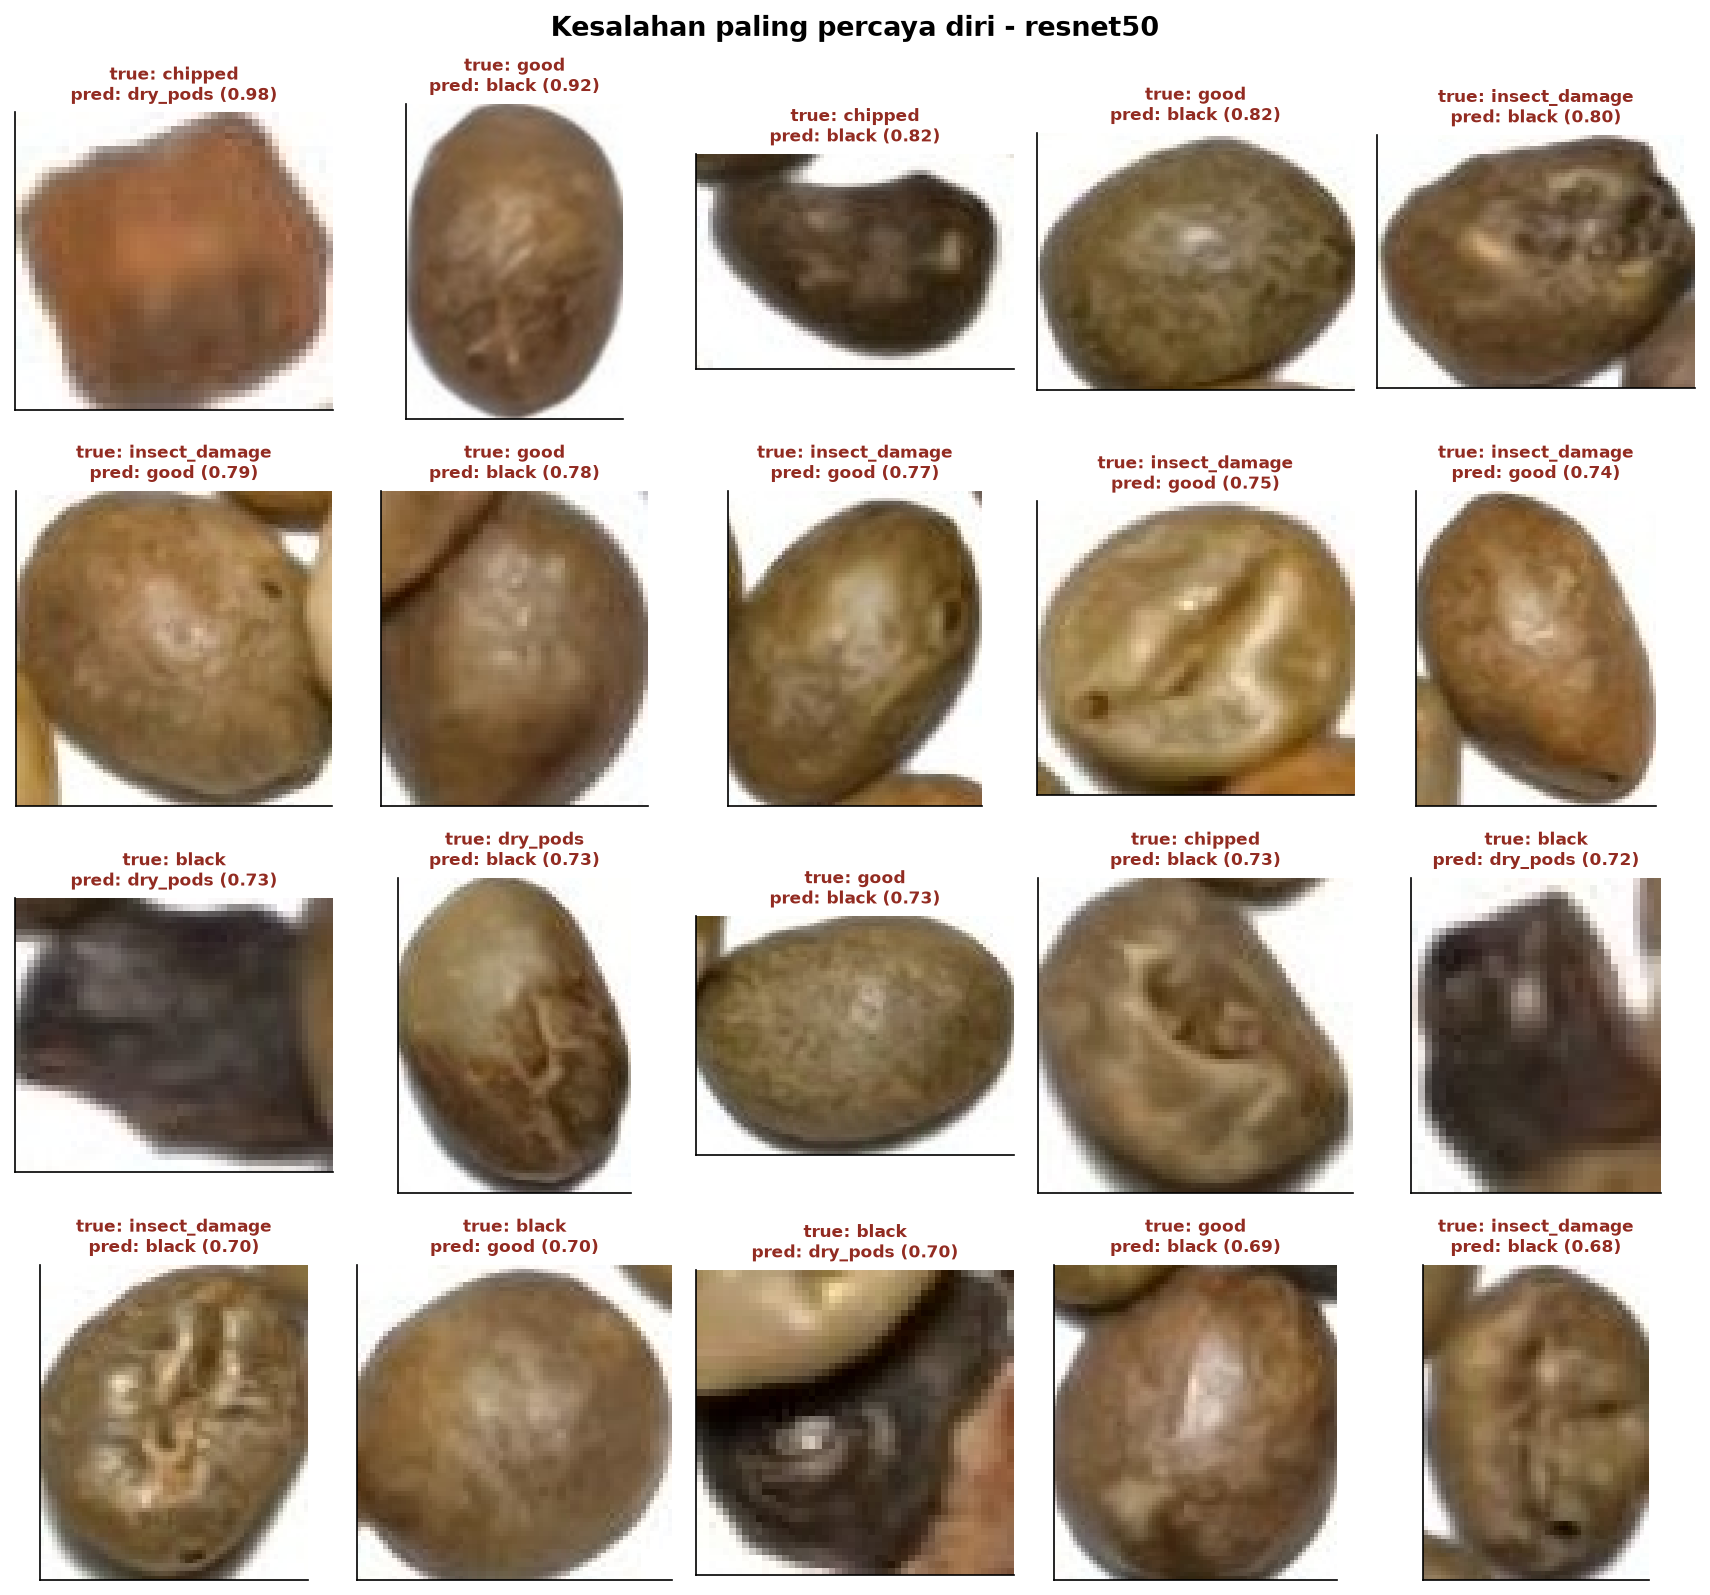 Kesalahan paling percaya diri - resnet50
true: chipped
pred: dry_pods (0.98)
true: good
pred: black (0.92)
true: chipped
pred: black (0.82)
true: good
pred: black (0.82)
true: insect_damage
pred: black (0.80)
true: insect_damage
pred: good (0.79)
true: good
pred: black (0.78)
true: insect_damage
pred: good (0.77)
true: insect_damage
pred: good (0.75)
true: insect_damage
pred: good (0.74)
true: black
pred: dry_pods (0.73)
true: dry_pods
pred: black (0.73)
true: good
pred: black (0.73)
true: chipped
pred: black (0.73)
true: black
pred: dry_pods (0.72)
true: insect_damage
pred: black (0.70)
true: black
pred: good (0.70)
true: black
pred: dry_pods (0.70)
true: good
pred: black (0.69)
true: insect_damage
pred: black (0.68)